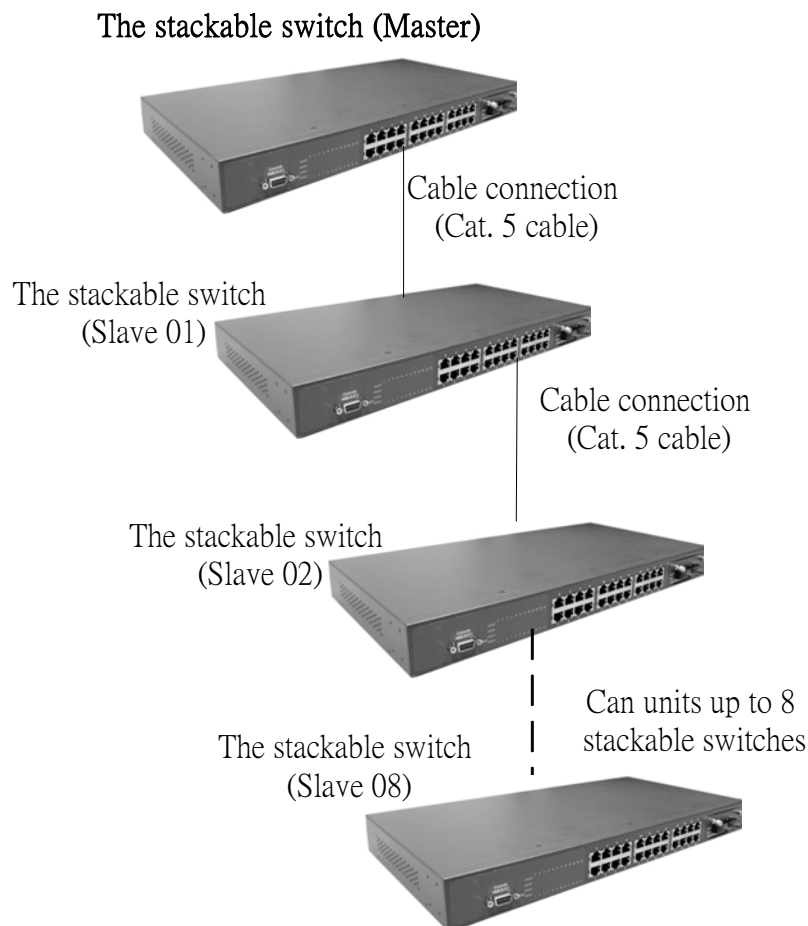 The stackable switch (Master)
Cable connection
(Cat. 5 cable)
The stackable switch
(Slave 01)
Cable connection
(Cat. 5 cable)
The stackable switch
(Slave 02)
Can units up to 8
stackable switches
The stackable switch
(Slave 08)